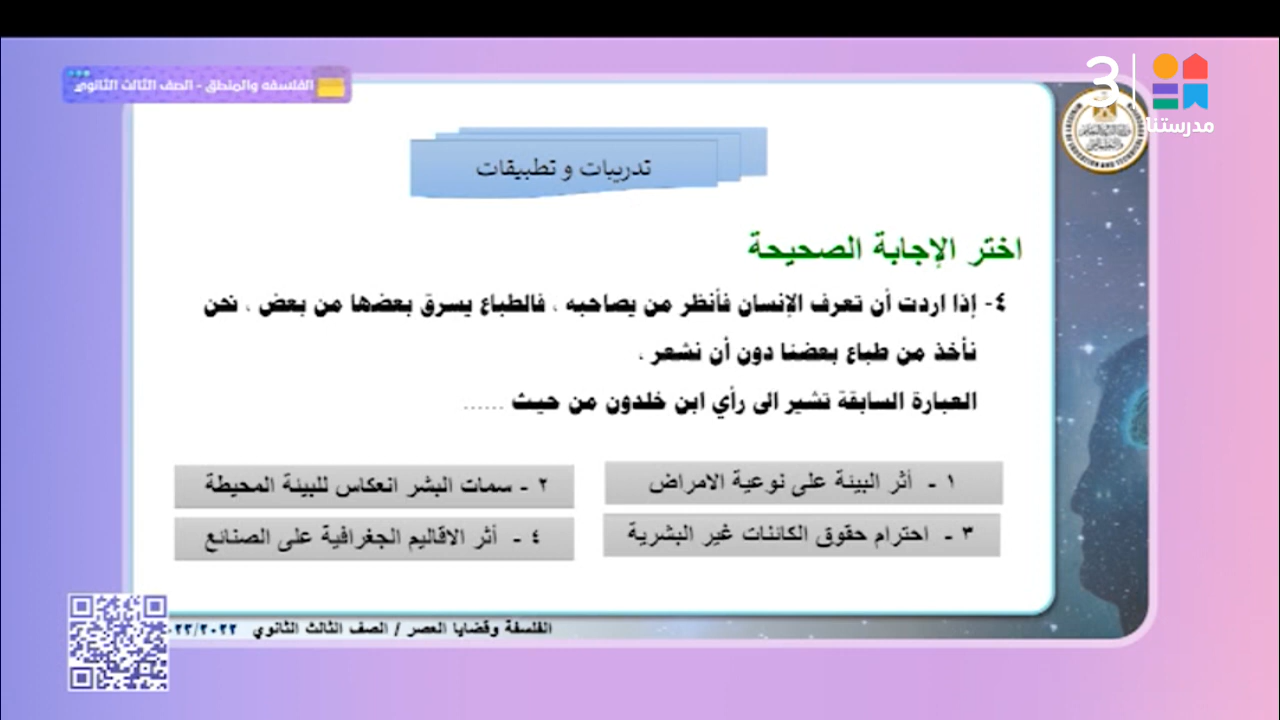 الفلسفه والمنطق - الصف الثالث الثانوي
3
مدرستنا
تدريبات و تطبيقات
اختر الإجابة الصحيحة
٤- إذا اردت أن تعرف الإنسان فأنظر من يصاحبه ، فالطباع يسرق بعضها من بعض ، نحن
نأخذ من طباع بعضنا دون أن نشعر ،
العبارة السابقة تشير الى رأي ابن خلدون من حيث ......
١ - أثر البيئة على نوعية الامراض
٢ - سمات البشر انعكاس للبيئة المحيطة
٣ - احترام حقوق الكائنات غير البشرية
٤ - أثر الاقاليم الجغرافية على الصنائع
الفلسفة وقضايا العصر / الصف الثالث الثانوي ٢٠٢٢/